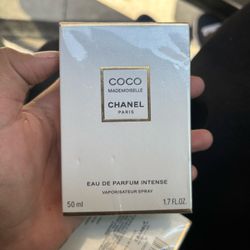 COCO
MADEMOISELLE
CHANEL
PARIS
EAU DE PARFUM INTENSE
VAPORISATEUR SPRAY
50 ml
1.7 FL.OZ.